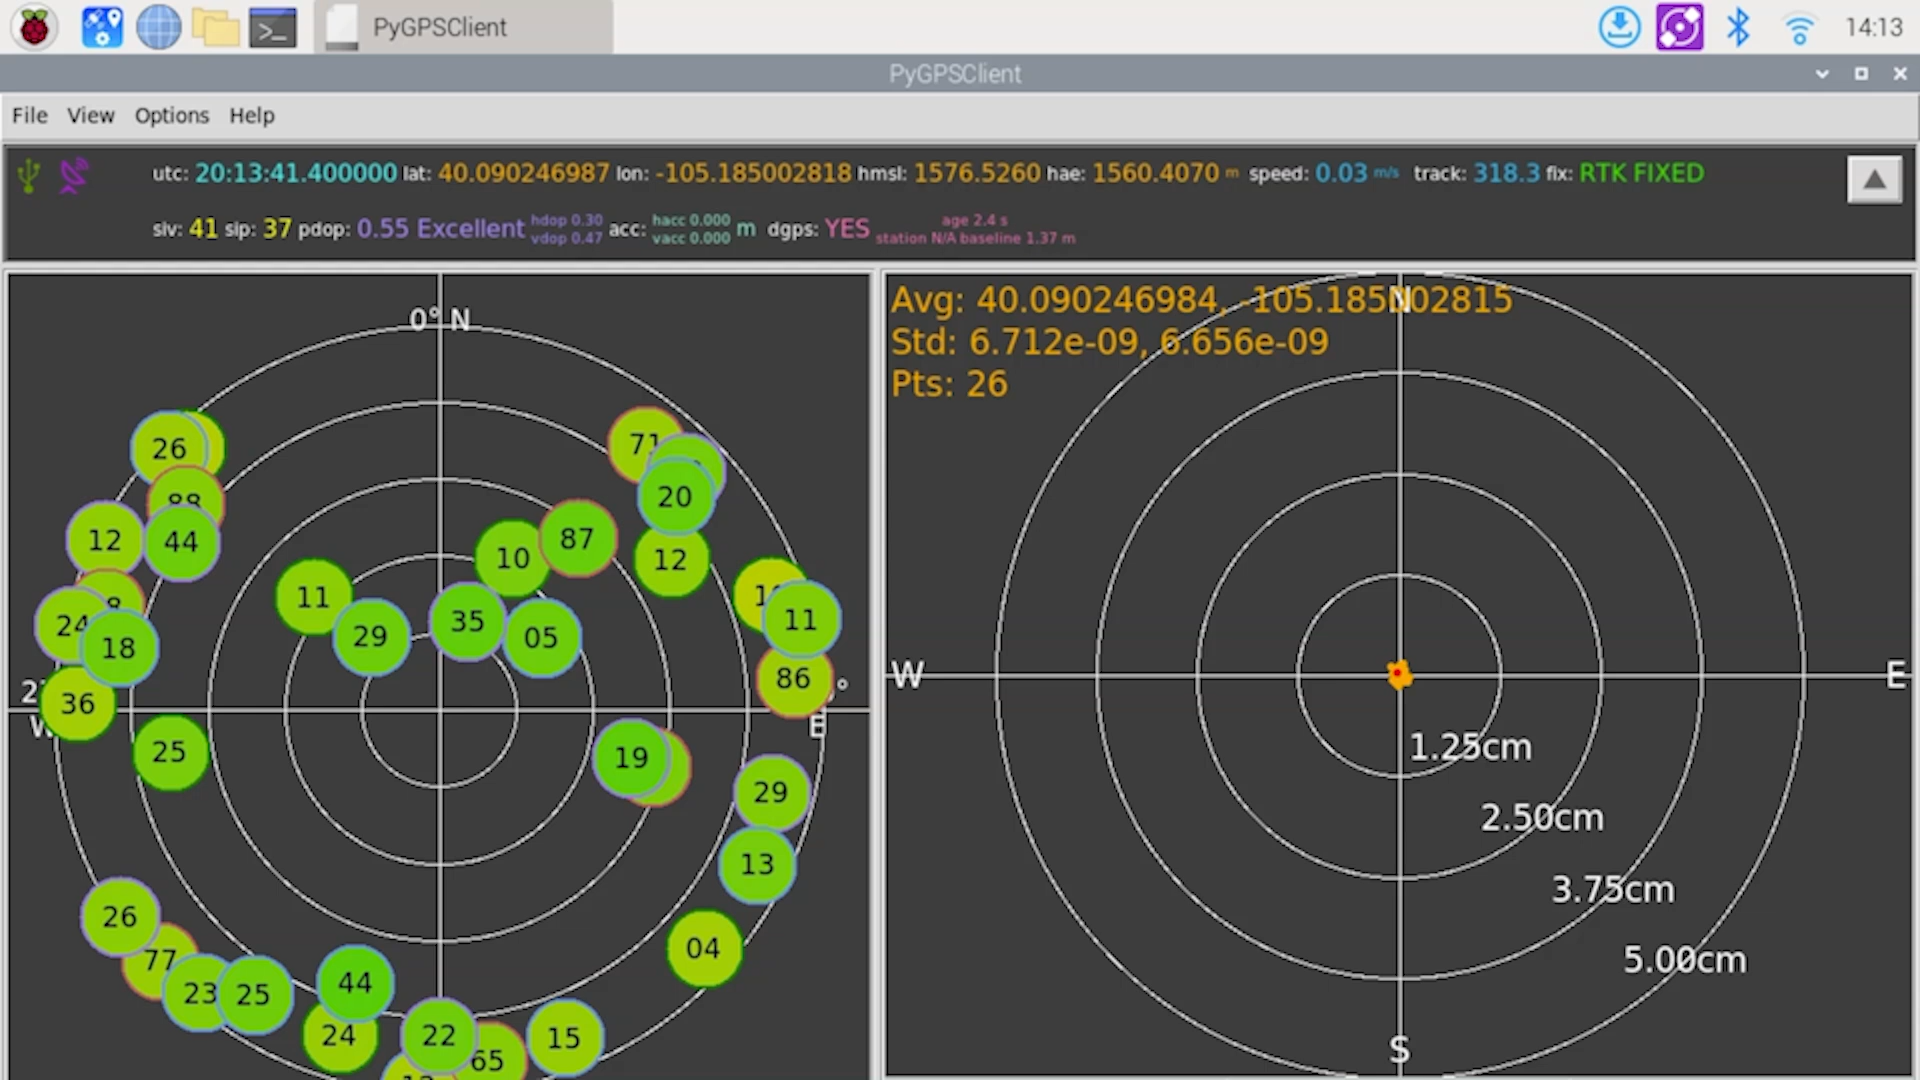 PyGPSClient
14:13
PyGPSClient
File View Options Help
utc: 20:13:41.400000 lat: 40.090246987 lon: -105.185002818 hmsl: 1576.5260 hae: 1560.4070 m speed: 0.03 m/s track: 318.3 fix: RTK FIXED
siv: 41 sip: 37 pdop: 0.55 Excellent hdop 0.30 vdop 0.47 acc: hacc 0.000 vacc 0.000 m dgps: YES age 2.4 s station N/A baseline 1.37 m
0° N
26
71
88
20
12
44
87
10
12
11
11
29
35
05
24
18
86
36
W
E
25
19
29
13
26
04
77
23
25
44
24
22
65
15
Avg: 40.090246984, -105.185002815
N
Std: 6.712e-09, 6.656e-09
Pts: 26
W
E
1.25cm
2.50cm
3.75cm
5.00cm
S